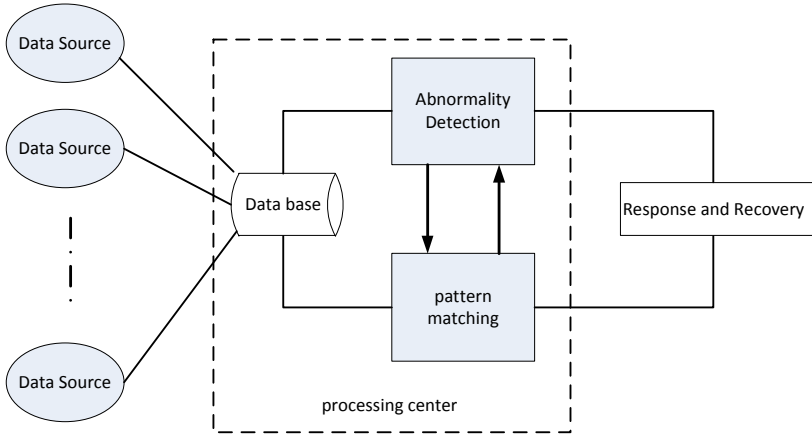 Data Source
Data Source
Data Source
Data base
Abnormality
Detection
pattern
matching
processing center
Response and Recovery